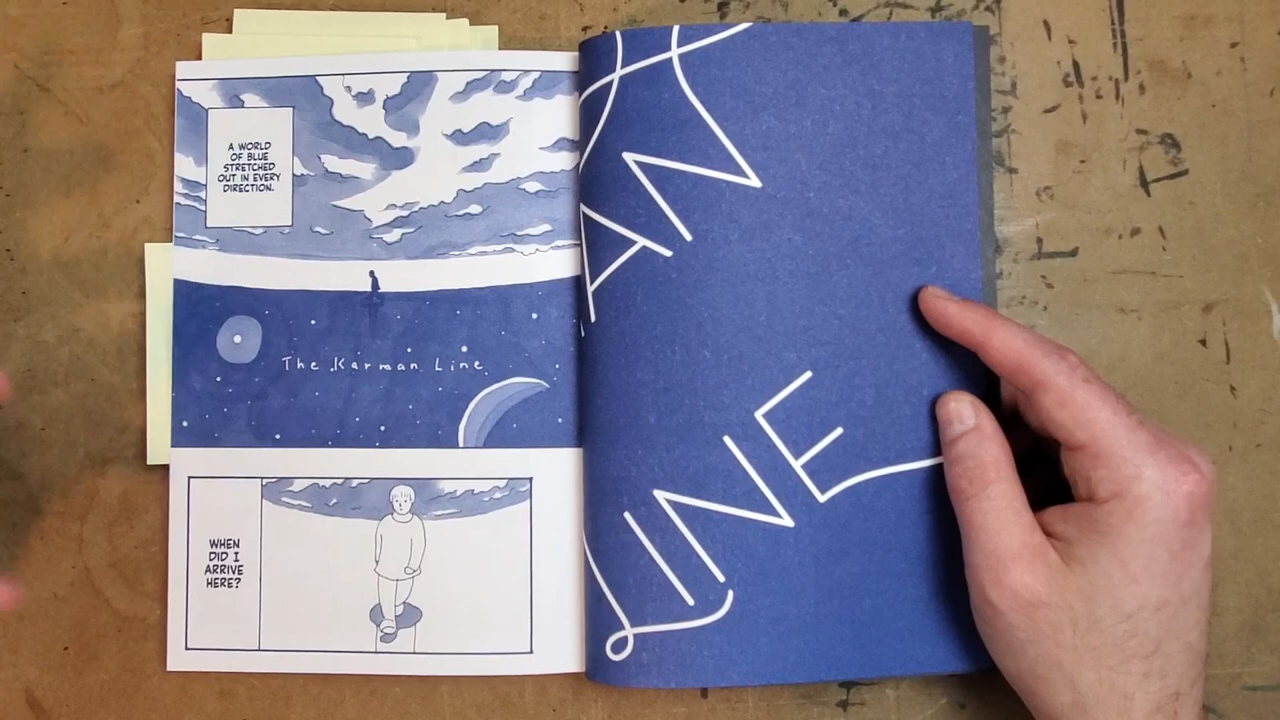 A WORLD
OF BLUE
STRETCHED
OUT IN EVERY
DIRECTION.
The Karman Line
WHEN
DID I
ARRIVE
HERE?
AN
LINE